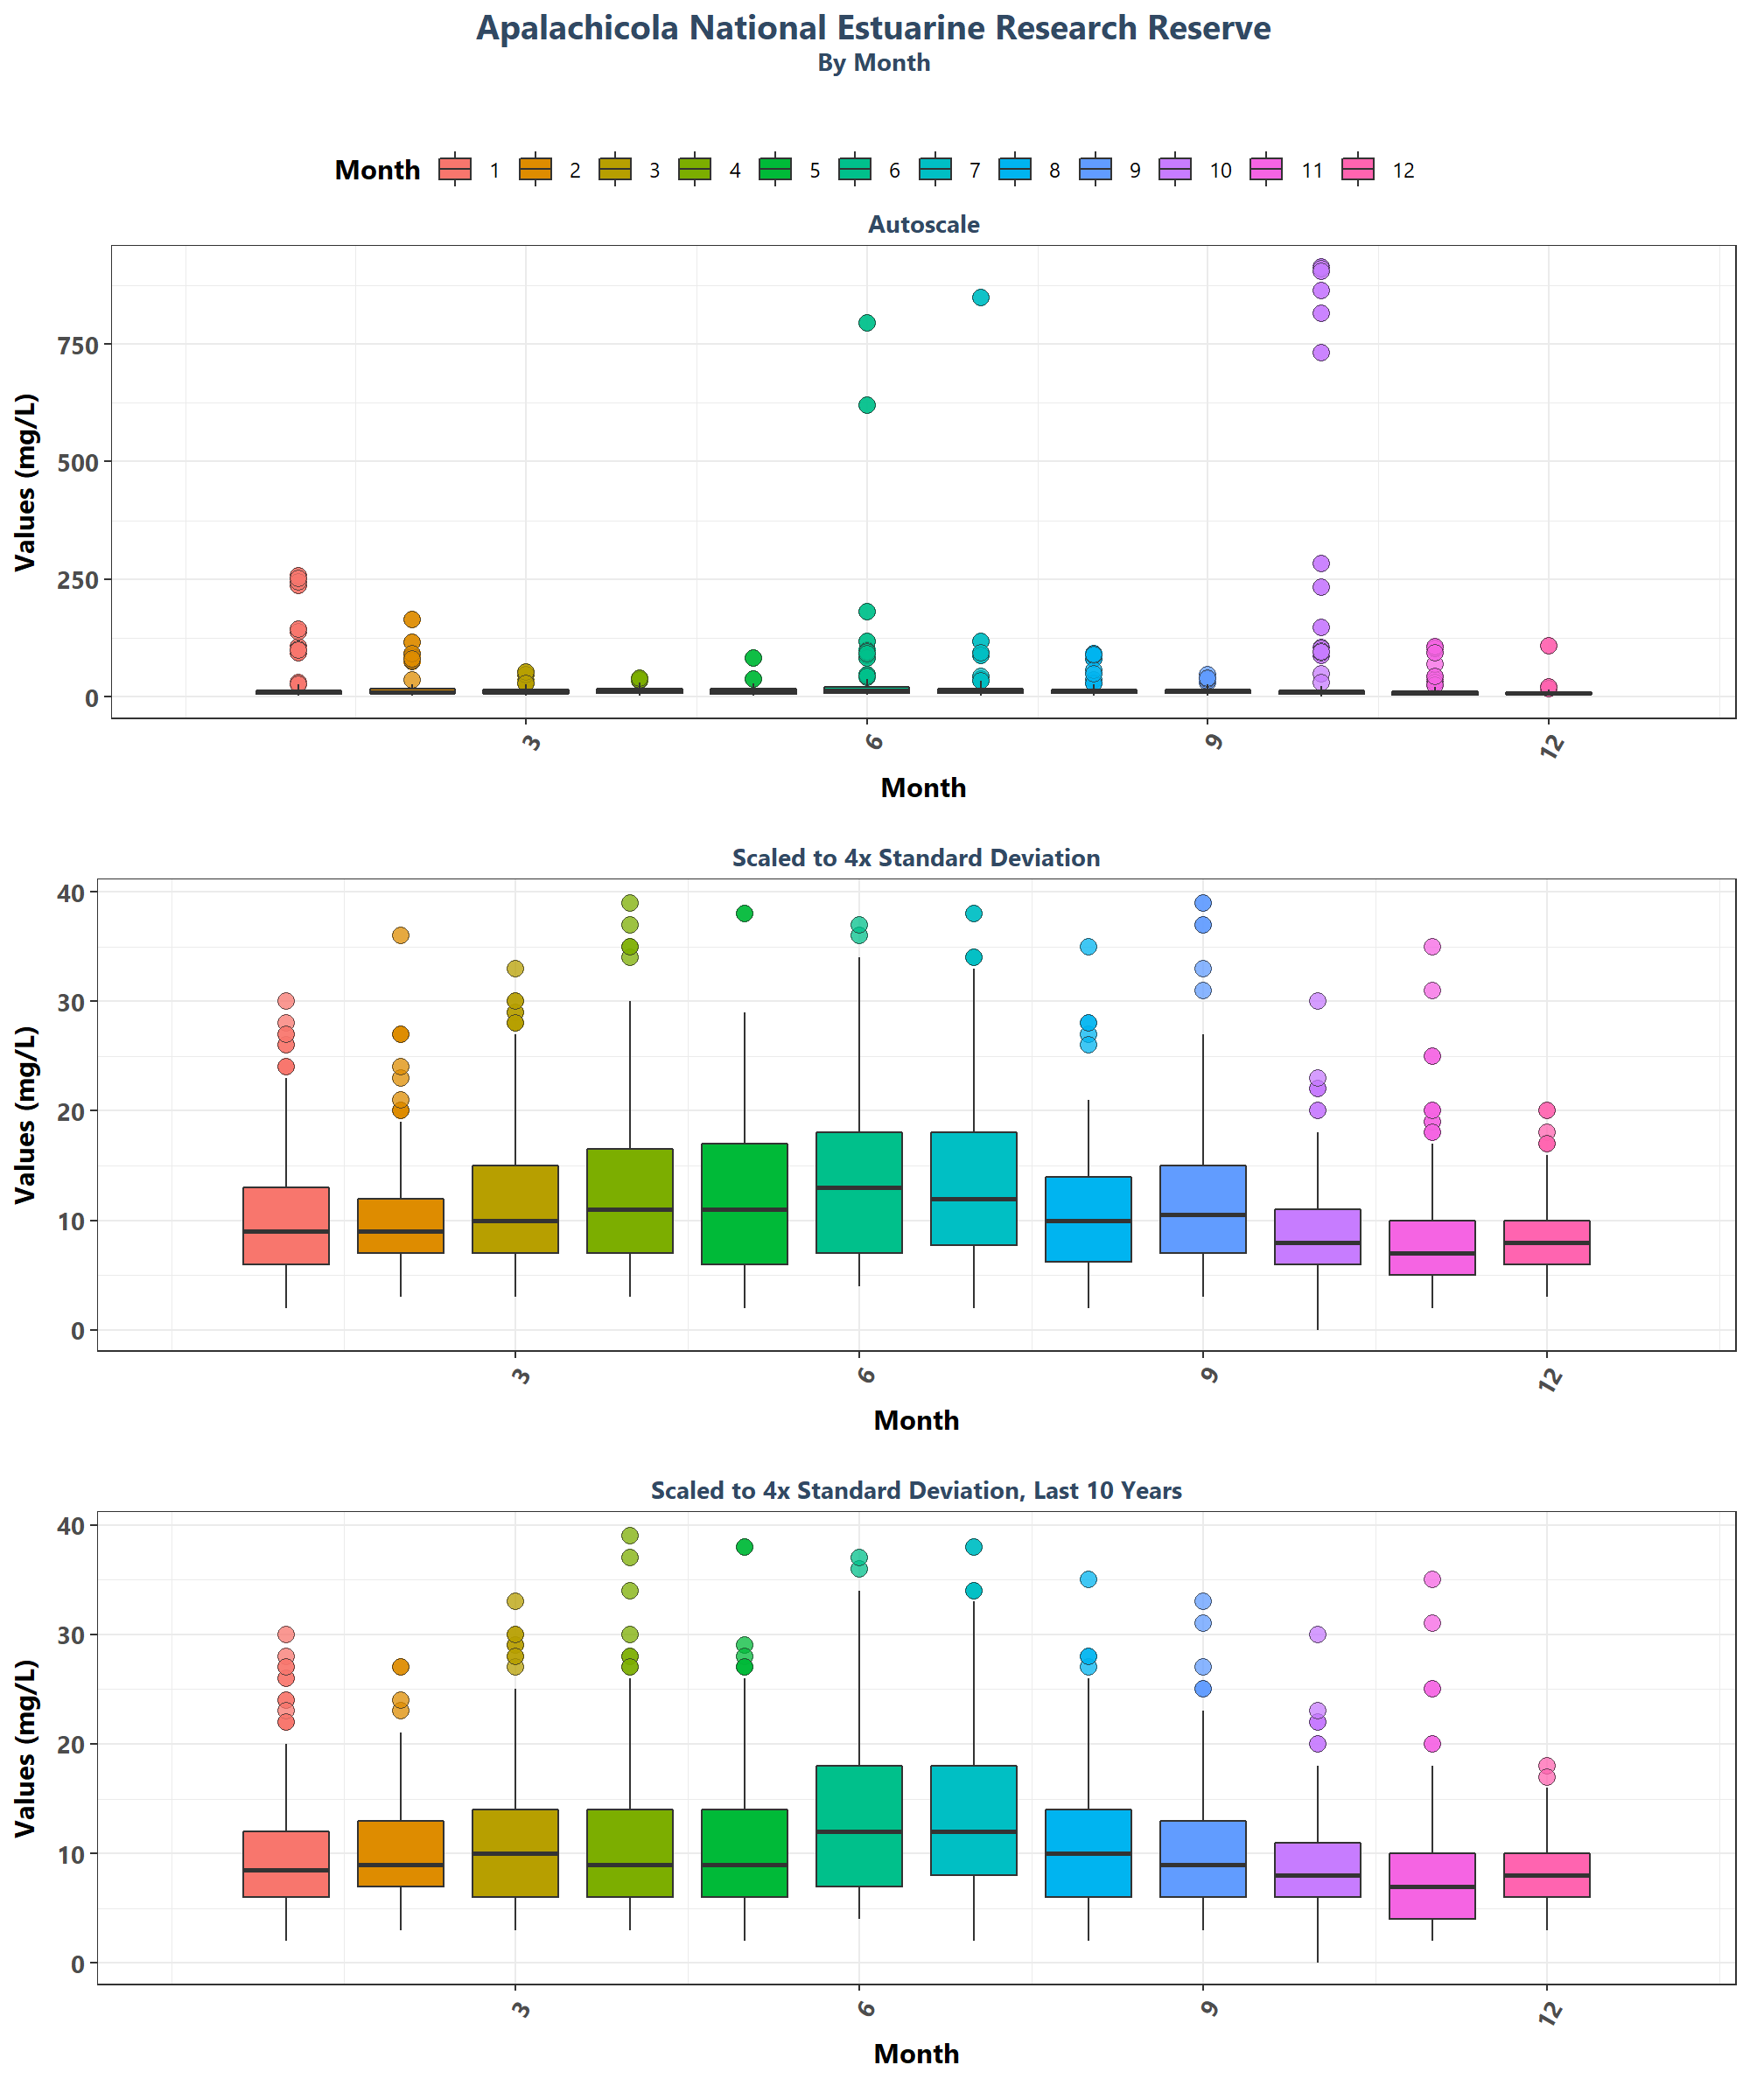 Apalachicola National Estuarine Research Reserve
By Month
Month 1 2 3 4 5 6 7 8 9 10 11 12
Autoscale
Values (mg/L)
750
500
250
0
3 6 9 12
Month
Scaled to 4x Standard Deviation
Values (mg/L)
40
30
20
10
0
3 6 9 12
Month
Scaled to 4x Standard Deviation, Last 10 Years
Values (mg/L)
40
30
20
10
0
3 6 9 12
Month